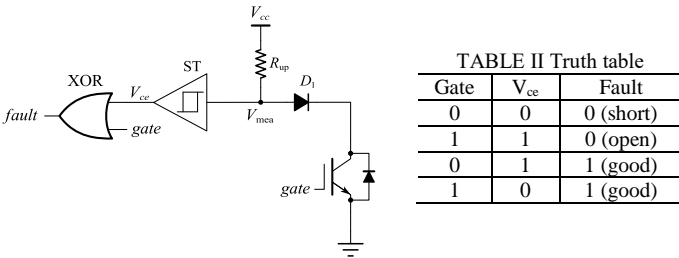 V_cc
ST
R_up
D_1
XOR
V_ce
fault
gate
V_mea
gate
TABLE II Truth table
Gate V_ce Fault
0 0 0 (short)
1 1 0 (open)
0 1 1 (good)
1 0 1 (good)